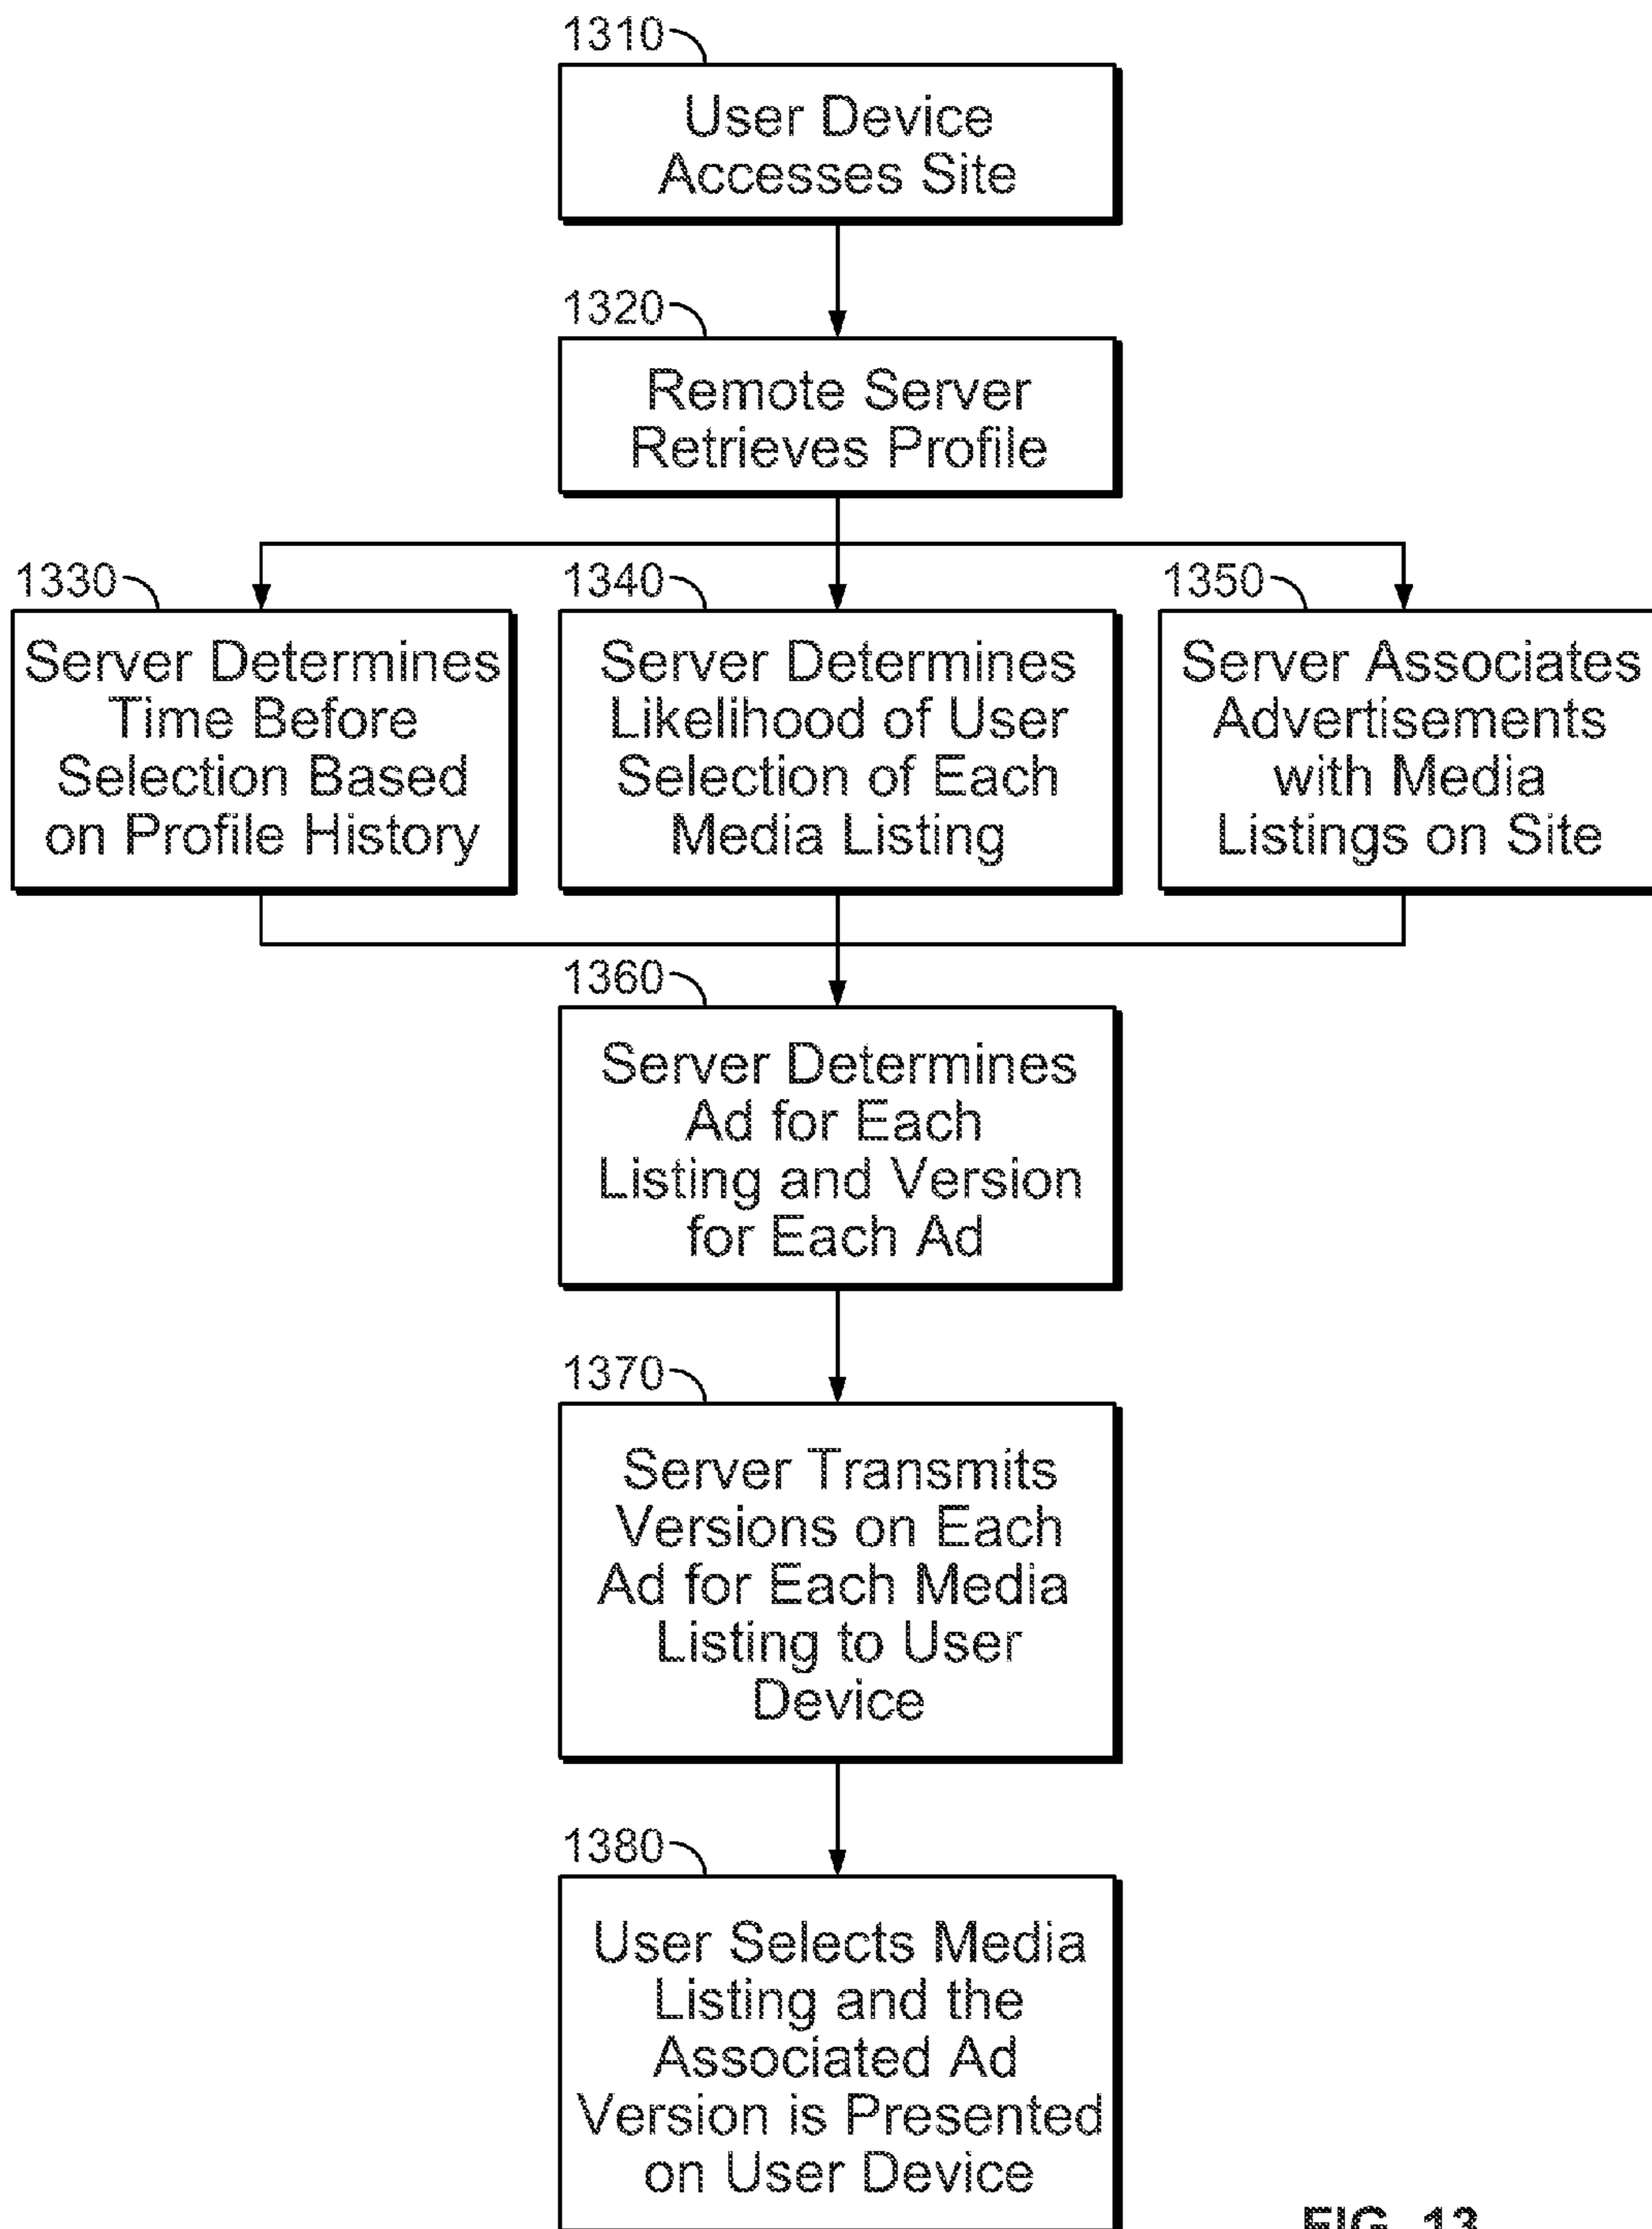 1310
User Device
Accesses Site
1320
Remote Server
Retrieves Profile
1330
Server Determines
Time Before
Selection Based
on Profile History
1340
Server Determines
Likelihood of User
Selection of Each
Media Listing
1350
Server Associates
Advertisements
with Media
Listings on Site
1360
Server Determines
Ad for Each
Listing and Version
for Each Ad
1370
Server Transmits
Versions on Each
Ad for Each Media
Listing to User
Device
1380
User Selects Media
Listing and the
Associated Ad
Version is Presented
on User Device
FIG. 13